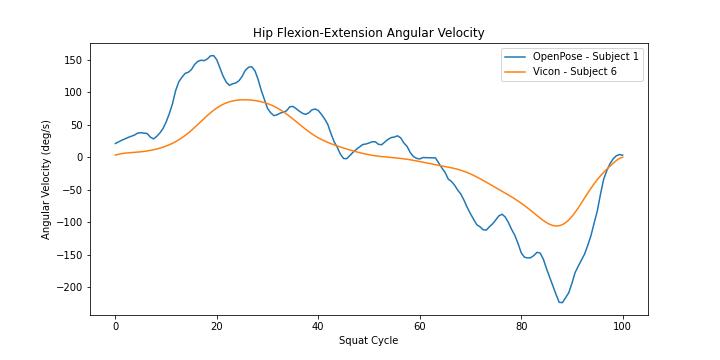 Hip Flexion-Extension Angular Velocity
OpenPose - Subject 1
Vicon - Subject 6
150
100
50
0
−50
−100
−150
−200
Angular Velocity (deg/s)
0 20 40 60 80 100
Squat Cycle